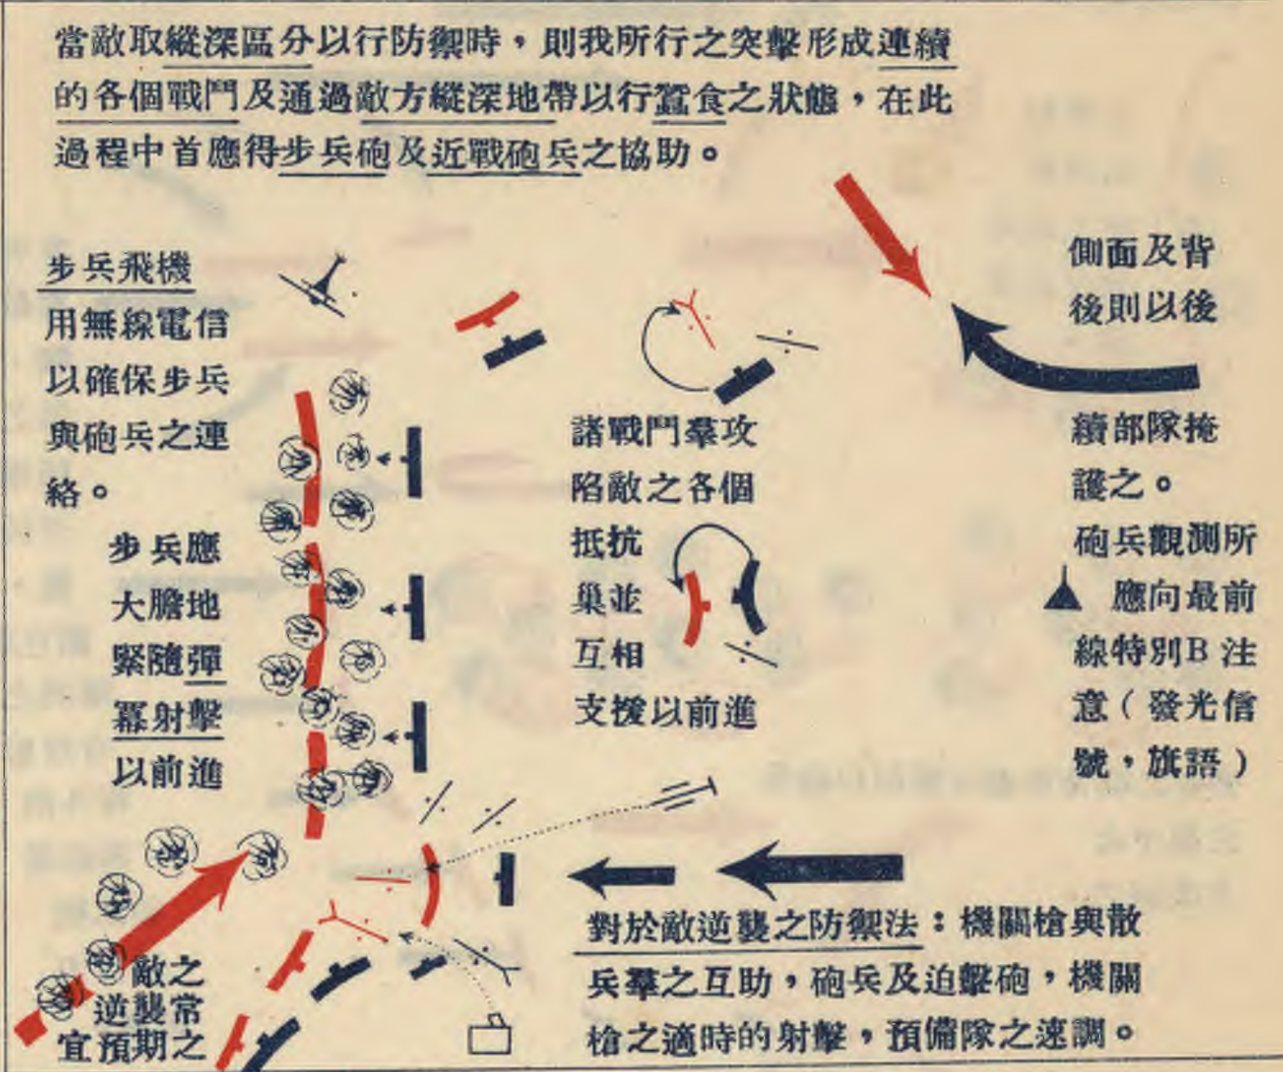 當敵取縱深區分以行防禦時，則我所行之突擊形成連續
的各個戰鬥及通過敵方縱深地帶以行蠶食之狀態，在此
過程中首應得步兵砲及近戰砲兵之協助。
步兵飛機
用無線電信
以確保步兵
與砲兵之連
絡。
步兵應
大膽地
緊隨彈
幕射擊
以前進
敵之
逆襲常
宜預期之
諸戰鬥羣攻
陷敵之各個
抵抗
巢並
互相
支援以前進
側面及背
後則以後
續部隊掩
護之。
砲兵觀測所
應向最前
線特別B注
意(發光信
號，旗語)
對於敵逆襲之防禦法：機關槍與散
兵羣之互助，砲兵及迫擊砲，機關
槍之適時的射擊，預備隊之速調。